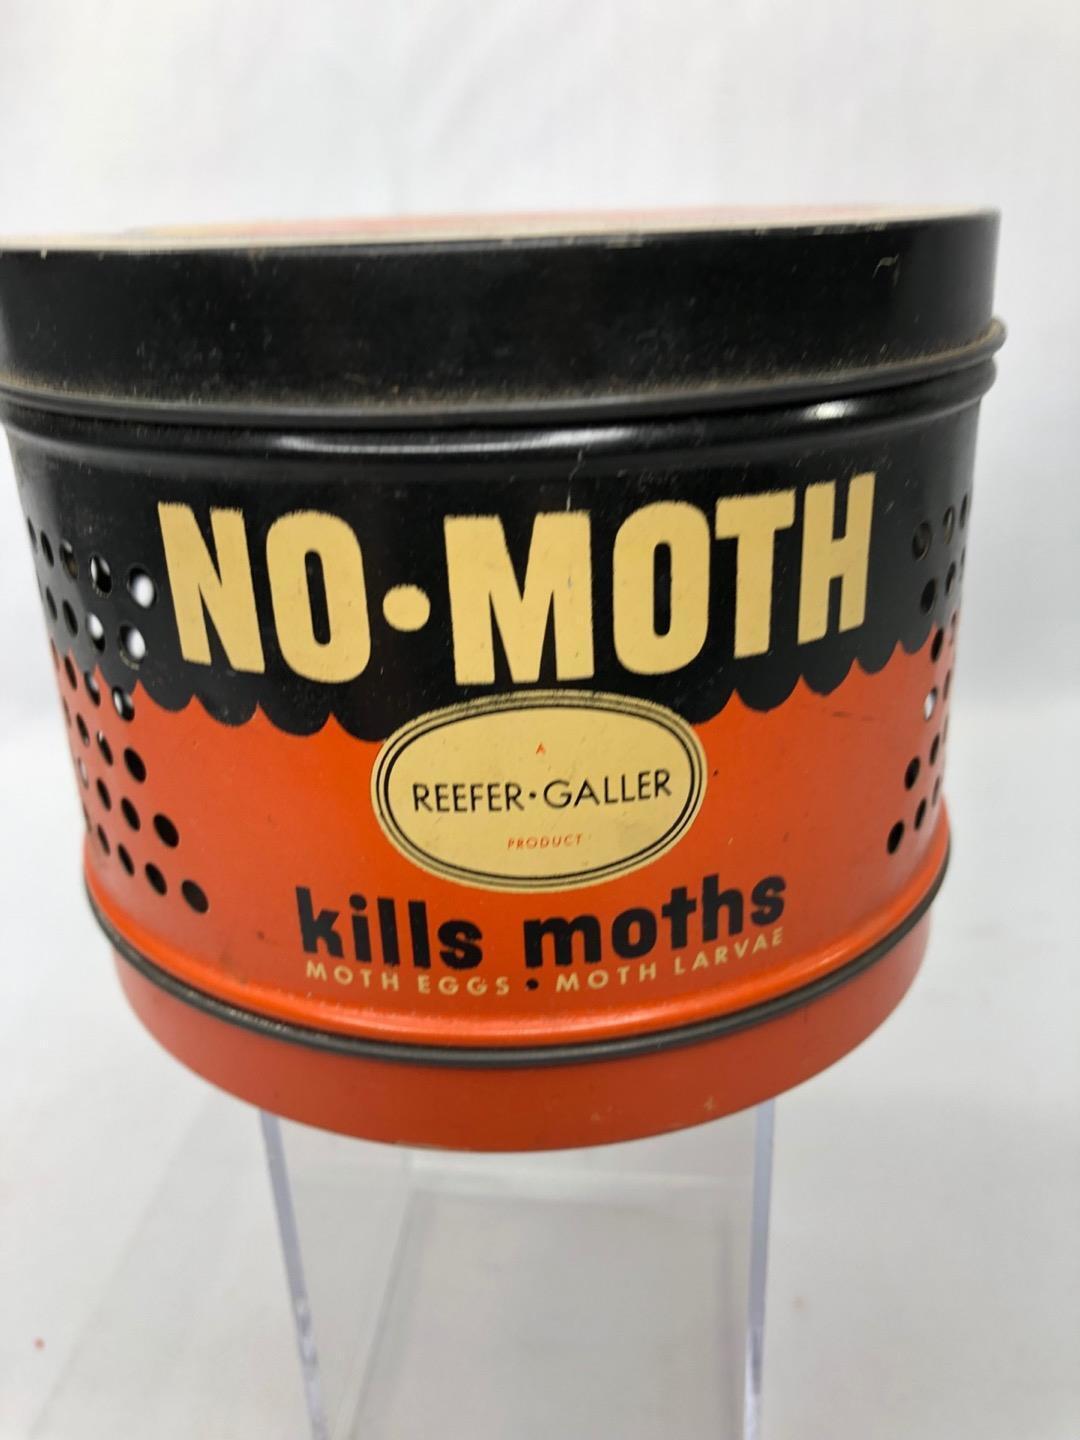 NO•MOTH
A
REEFER•GALLER
PRODUCT
kills moths
MOTH EGGS • MOTH LARVAE